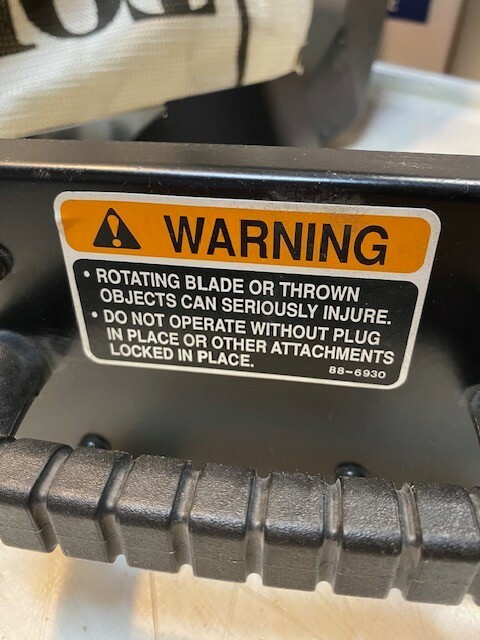 WARNING
• ROTATING BLADE OR THROWN
OBJECTS CAN SERIOUSLY INJURE.
• DO NOT OPERATE WITHOUT PLUG
IN PLACE OR OTHER ATTACHMENTS
LOCKED IN PLACE.
88-6930